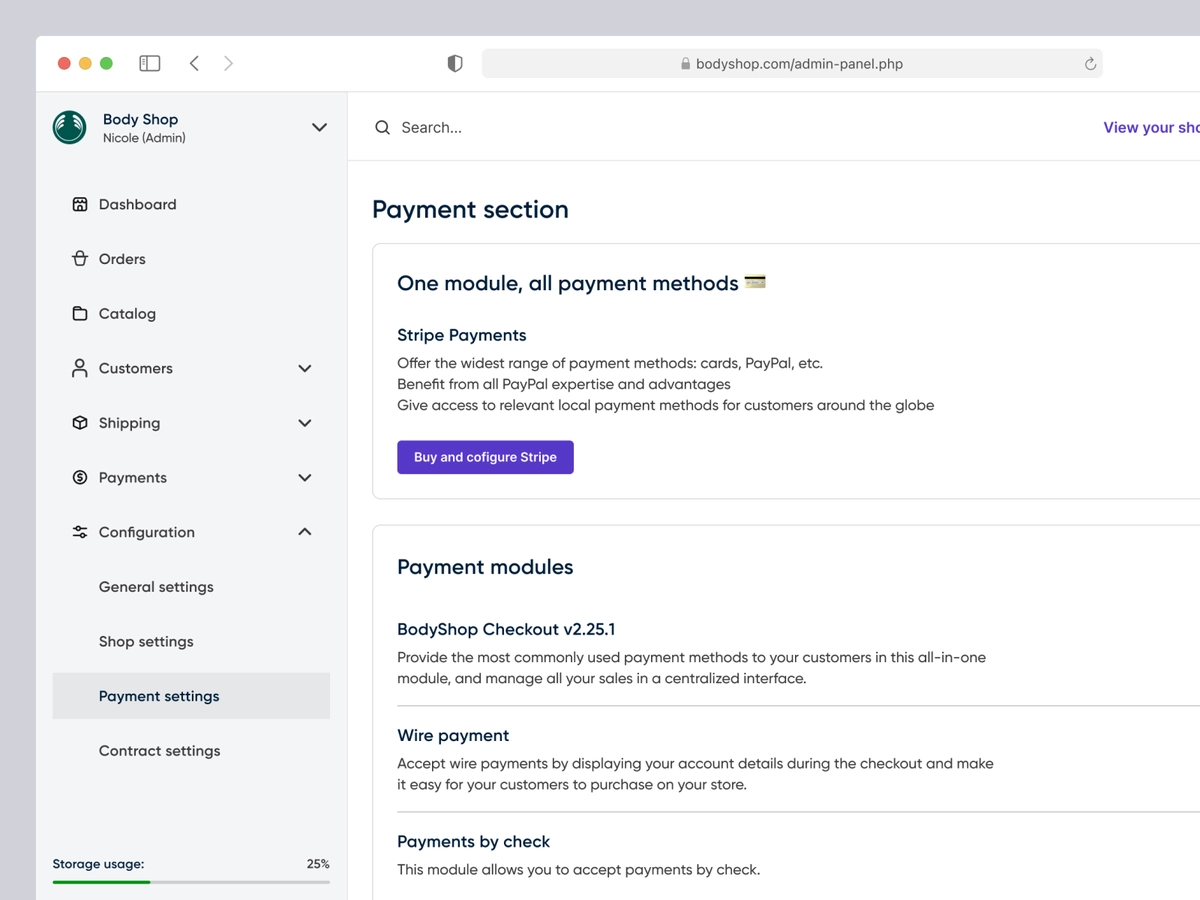 bodyshop.com/admin-panel.php
Body Shop
Nicole (Admin)
Search...
View your
Dashboard
Orders
Catalog
Customers
Shipping
Payments
Configuration
General settings
Shop settings
Payment settings
Contract settings
Storage usage:
25%
Payment section
One module, all payment methods
Stripe Payments
Offer the widest range of payment methods: cards, PayPal, etc.
Benefit from all PayPal expertise and advantages
Give access to relevant local payment methods for customers around the globe
Buy and cofigure Stripe
Payment modules
BodyShop Checkout v2.25.1
Provide the most commonly used payment methods to your customers in this all-in-one
module, and manage all your sales in a centralized interface.
Wire payment
Accept wire payments by displaying your account details during the checkout and make
it easy for your customers to purchase on your store.
Payments by check
This module allows you to accept payments by check.